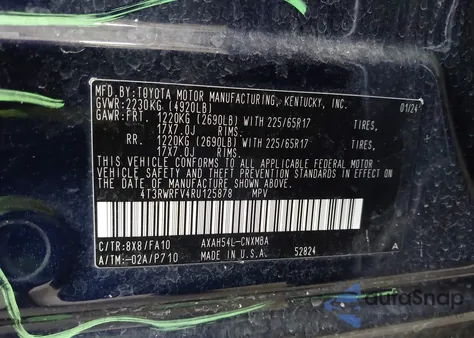 MFD.BY:TOYOTA MOTOR MANUFACTURING, KENTUCKY, INC.
GVWR: 2230KG (4920LB) 01/24
GAWR:FRT. 1220KG (2690LB) WITH 225/65R17 TIRES,
17X7.0J RIMS.
RR. 1220KG (2690LB) WITH 225/65R17 TIRES,
17X7.0J RIMS.
THIS VEHICLE CONFORMS TO ALL APPLICABLE FEDERAL MOTOR
VEHICLE SAFETY AND THEFT PREVENTION STANDARDS IN EFFECT ON
THE DATE OF MANUFACTURE SHOWN ABOVE.
4T3RWRFV4RU125878 MPV
C/TR:8X8/FA10 AXAH54L-CNXMBA A
A/TM:-02A/P710 MADE IN U.S.A. 52824
autoSnap